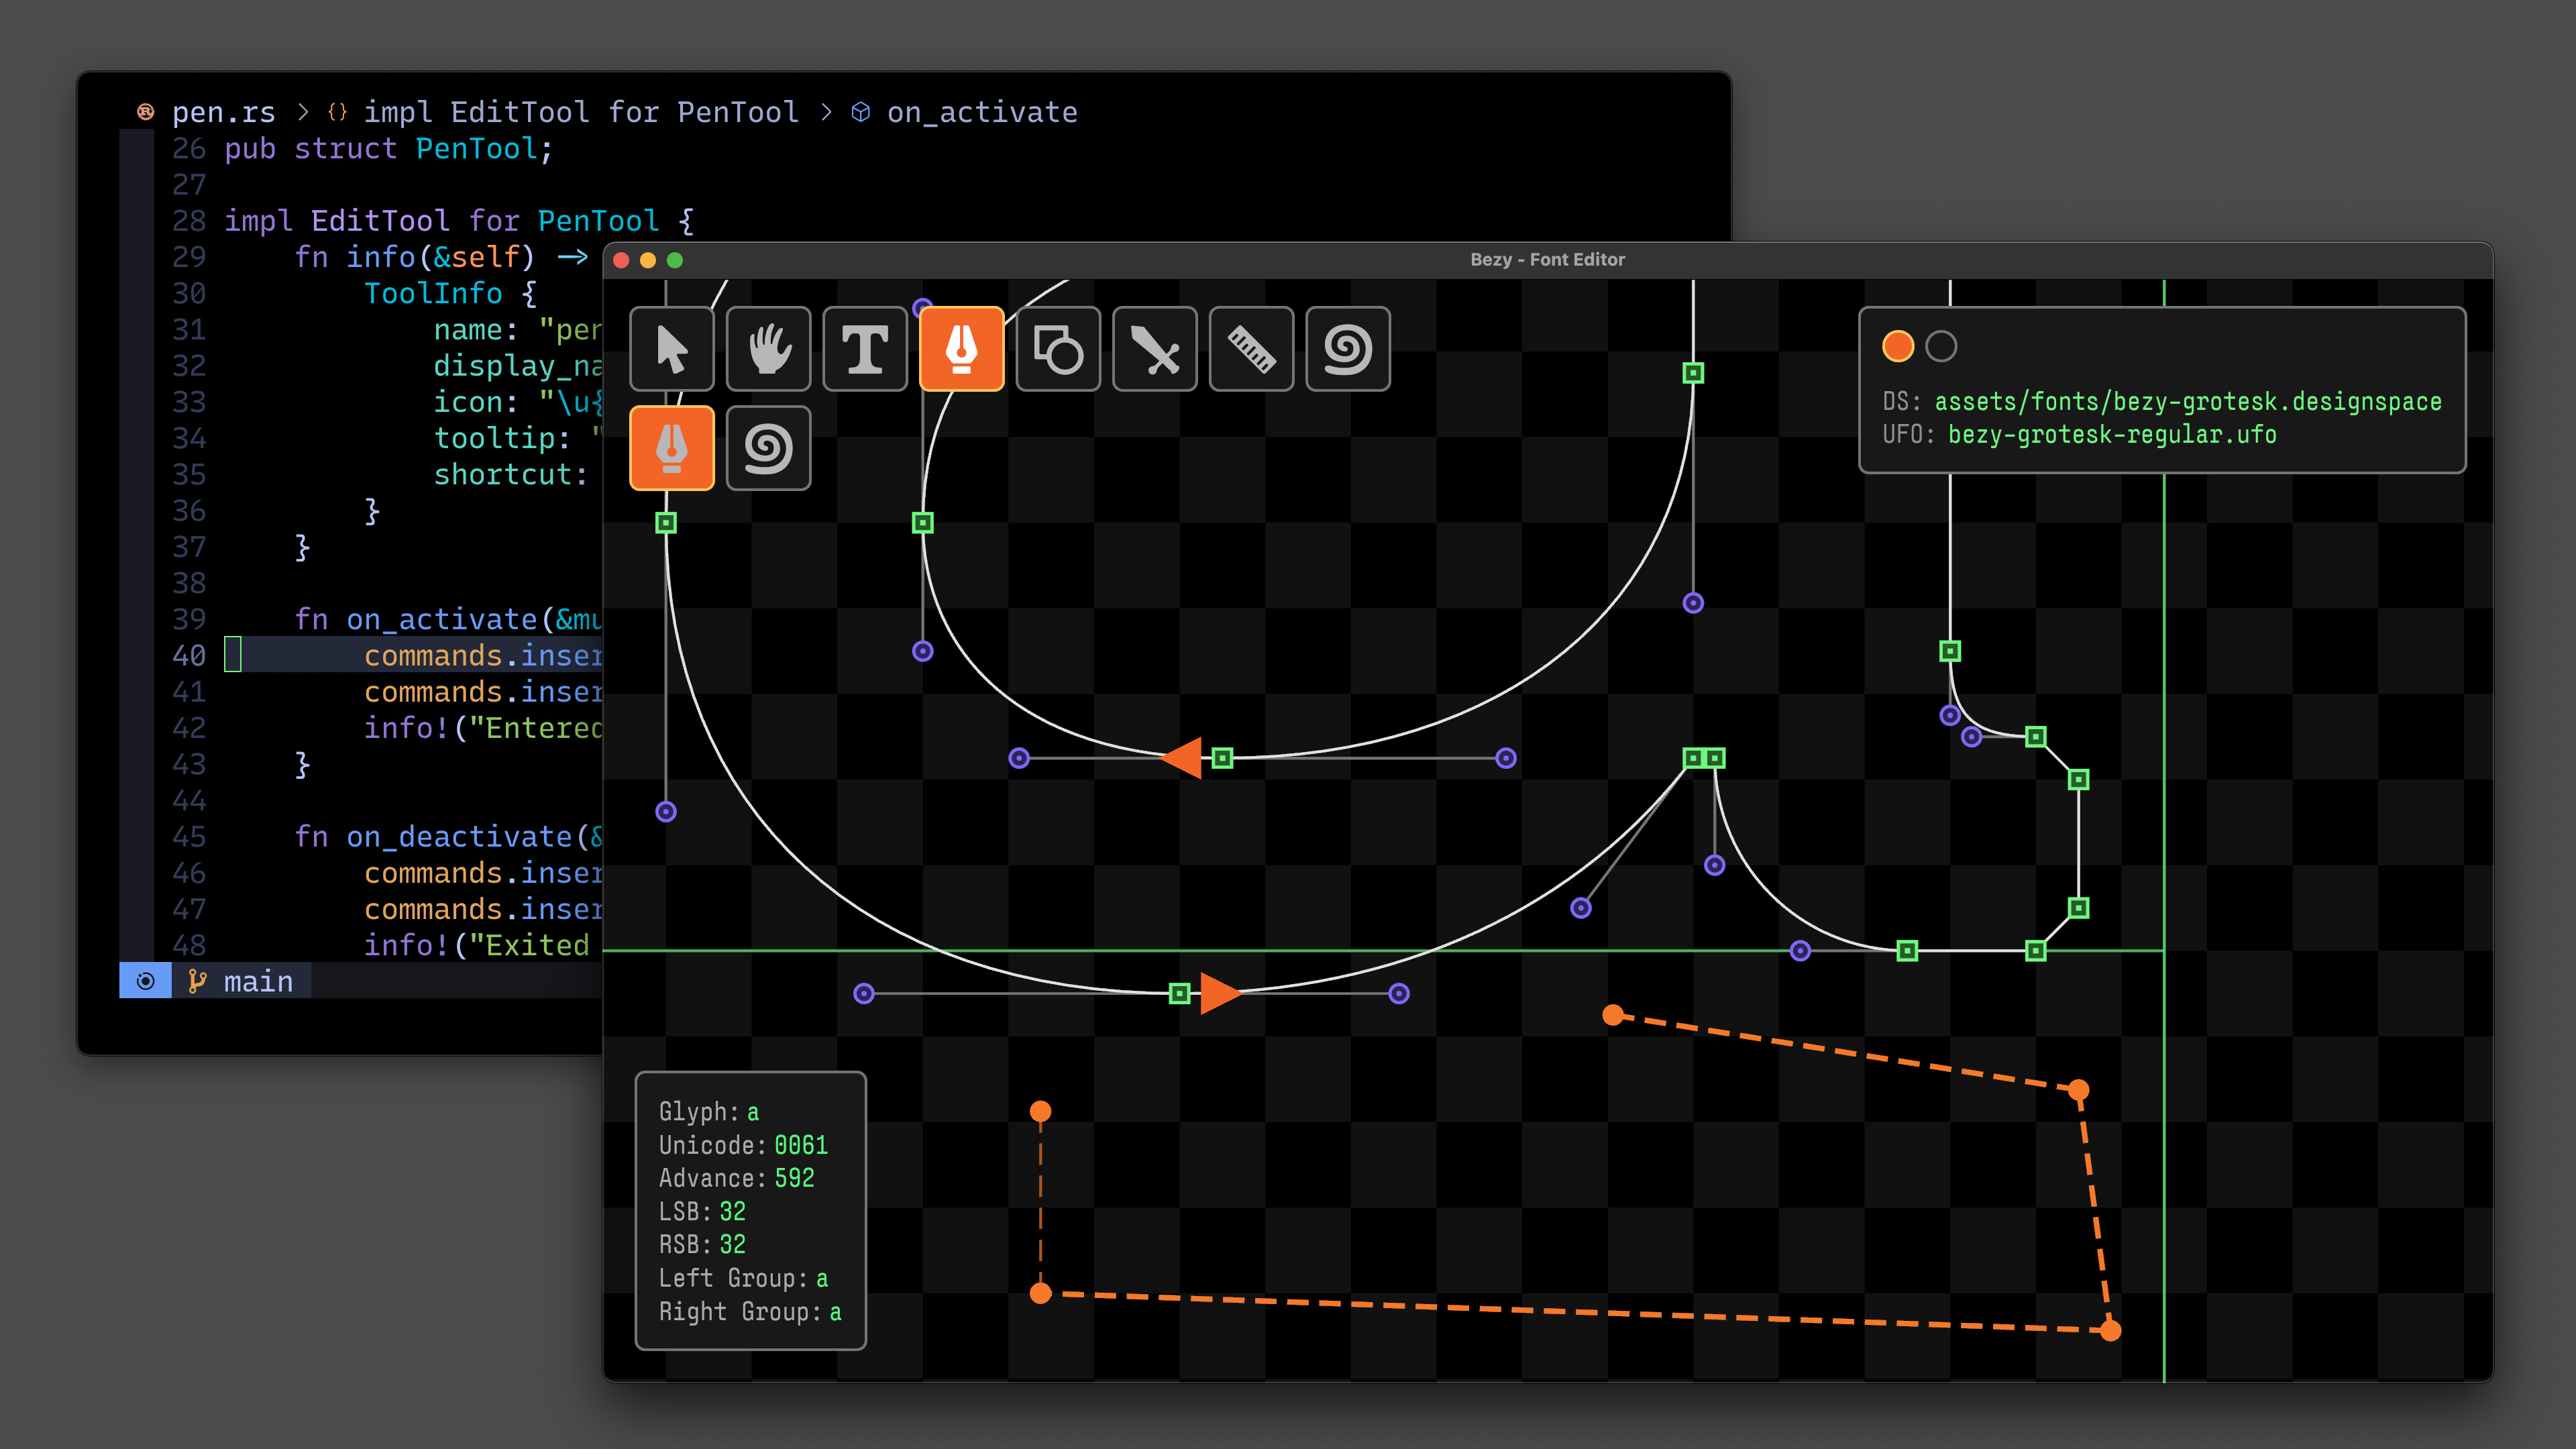 pen.rs > {} impl EditTool for PenTool > on_activate
26 pub struct PenTool;
27
28 impl EditTool for PenTool {
29 fn info(&self) ->
30 ToolInfo {
31 name: "pen
32 display_na
33 icon: "\u{
34 tooltip: "
35 shortcut:
36 }
37 }
38
39 fn on_activate(&mu
40 commands.inser
41 commands.inser
42 info!("Entered
43 }
44
45 fn on_deactivate(&
46 commands.inser
47 commands.inser
48 info!("Exited
main
Bezy - Font Editor
T
DS: assets/fonts/bezy-grotesk.designspace
UFO: bezy-grotesk-regular.ufo
Glyph: a
Unicode: 0061
Advance: 592
LSB: 32
RSB: 32
Left Group: a
Right Group: a